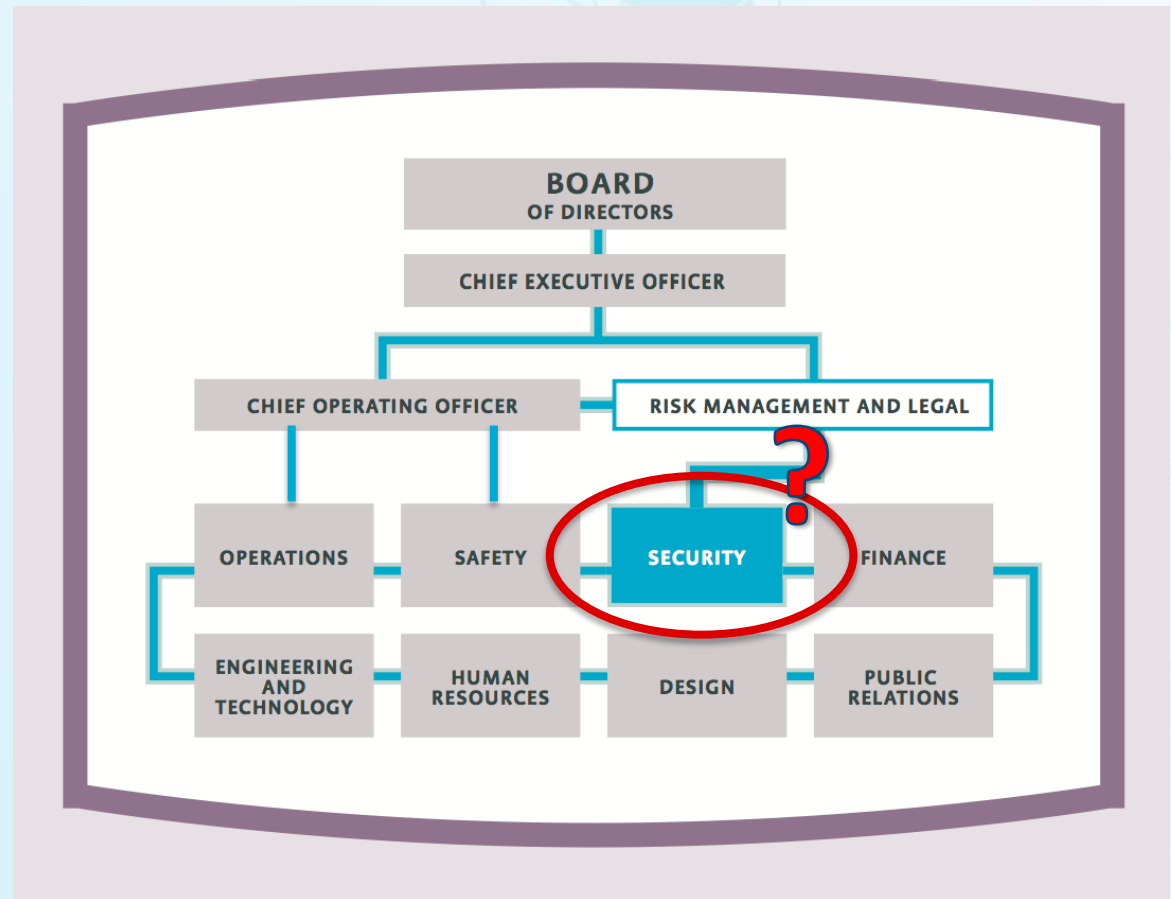 BOARD
OF DIRECTORS
CHIEF EXECUTIVE OFFICER
CHIEF OPERATING OFFICER
RISK MANAGEMENT AND LEGAL
?
OPERATIONS
SAFETY
SECURITY
FINANCE
ENGINEERING
AND
TECHNOLOGY
HUMAN
RESOURCES
DESIGN
PUBLIC
RELATIONS